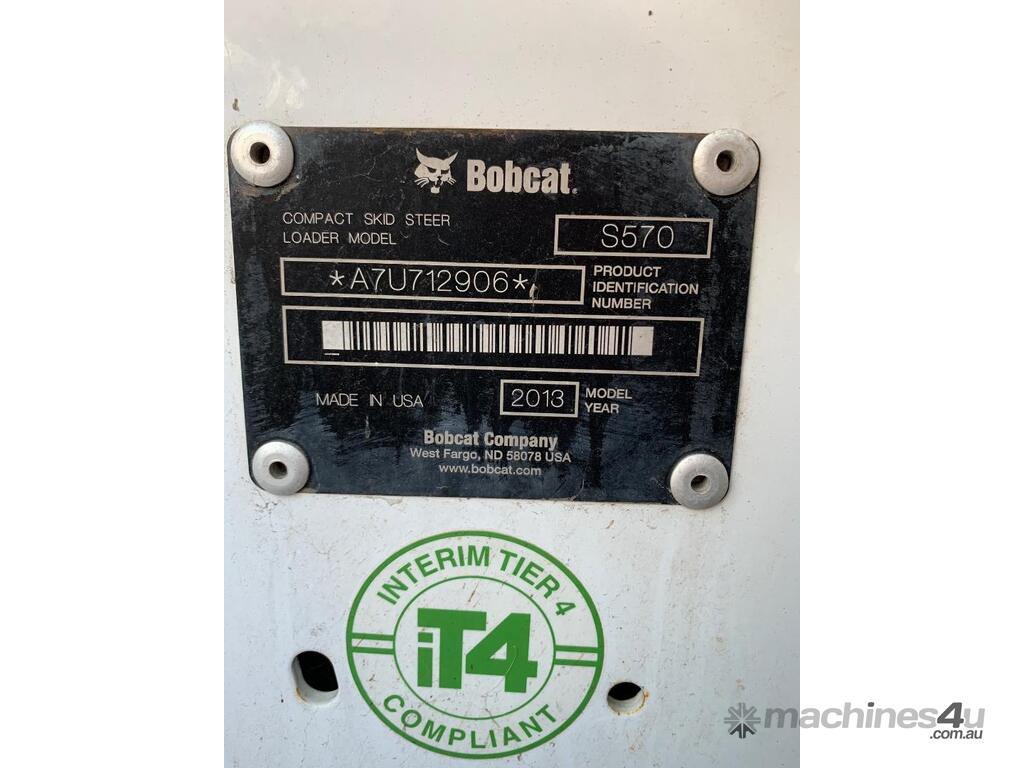 Bobcat®
COMPACT SKID STEER
LOADER MODEL
S570
*A7U712906*
PRODUCT
IDENTIFICATION
NUMBER
MADE IN USA
2013
MODEL
YEAR
Bobcat Company
West Fargo, ND 58078 USA
www.bobcat.com
INTERIM TIER 4
iT4
COMPLIANT
machines4u
.com.au